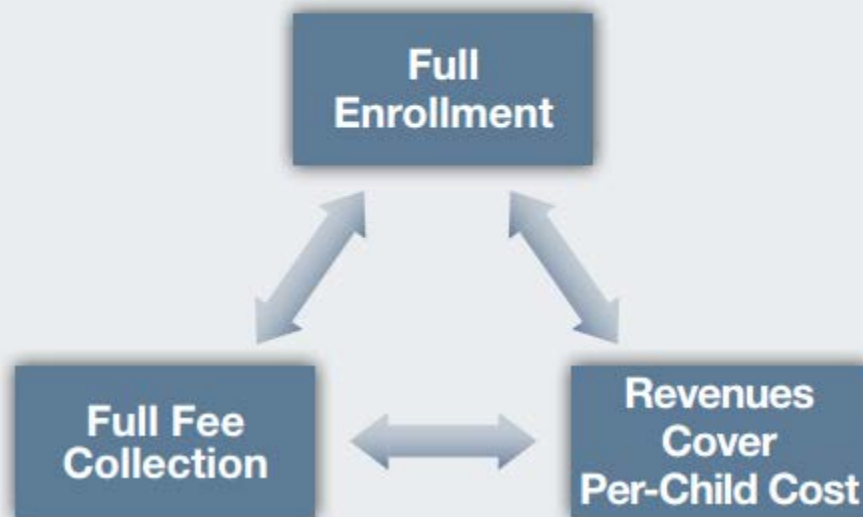 Full
Enrollment
Full Fee
Collection
Revenues
Cover
Per-Child Cost